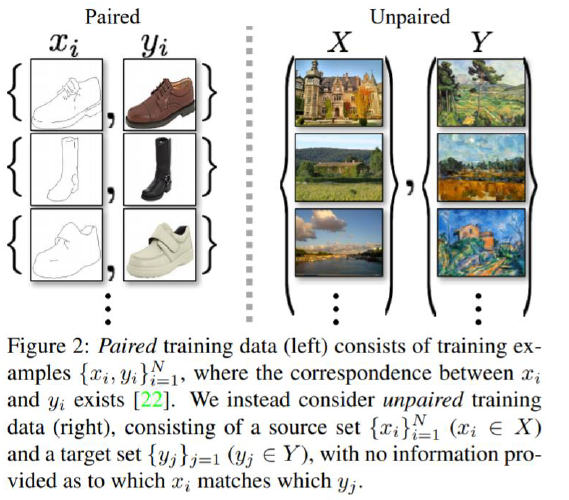 Paired Unpaired
xᵢ yᵢ X Y
{ , }
{ , }
{ , }
( , )
⋮ ⋮ ⋮ ⋮
Figure 2: Paired training data (left) consists of training ex-
amples {xᵢ, yᵢ}ᴺᵢ₌₁, where the correspondence between xᵢ
and yᵢ exists [22]. We instead consider unpaired training
data (right), consisting of a source set {xᵢ}ᴺᵢ₌₁ (xᵢ ∈ X)
and a target set {yⱼ}ⱼ₌₁ (yⱼ ∈ Y), with no information pro-
vided as to which xᵢ matches which yⱼ.